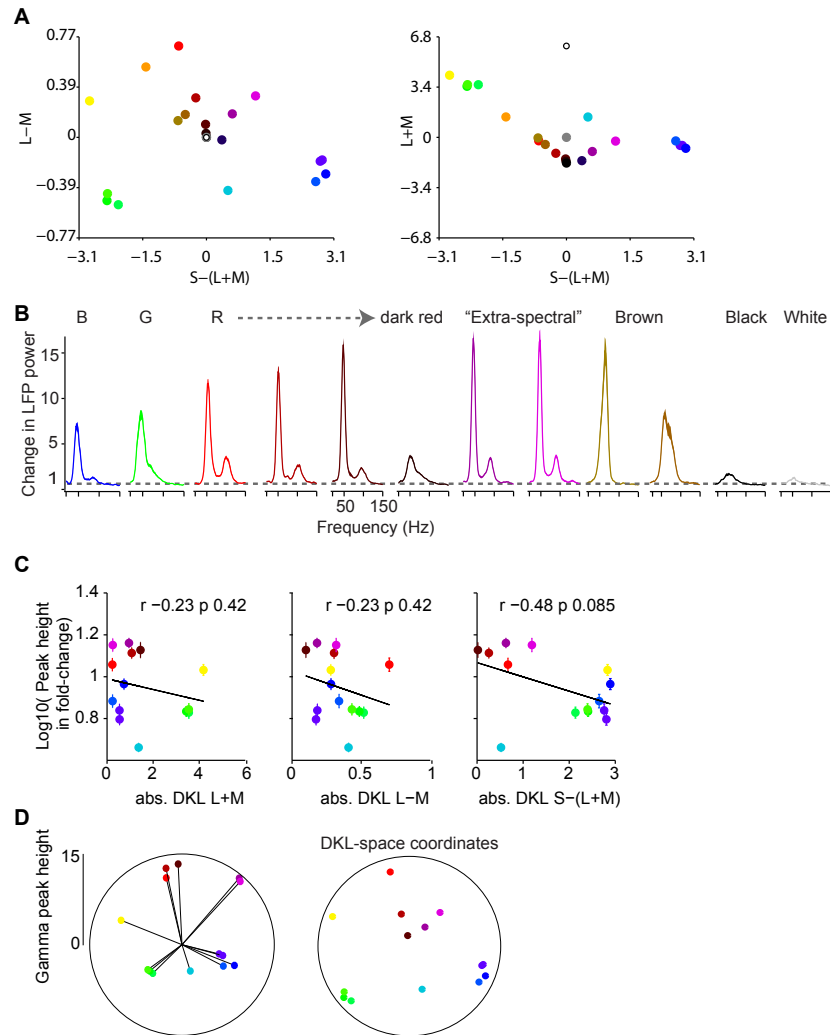 A
0.77
0.39
0
−0.39
−0.77
L−M
−3.1
−1.5
0
1.5
3.1
S−(L+M)
6.8
3.4
0
−3.4
−6.8
L+M
−3.1
−1.5
0
1.5
3.1
S−(L+M)
B
B G R dark red "Extra-spectral" Brown Black White
Change in LFP power
15
10
5
1
50 150
Frequency (Hz)
C
Log10( Peak height
in fold-change)
1.4
1.2
1
0.8
r −0.23 p 0.42
0 2 4 6
abs. DKL L+M
r −0.23 p 0.42
0 0.5 1
abs. DKL L−M
r −0.48 p 0.085
0 1 2 3
abs. DKL S−(L+M)
D
Gamma peak height
15
0
DKL-space coordinates